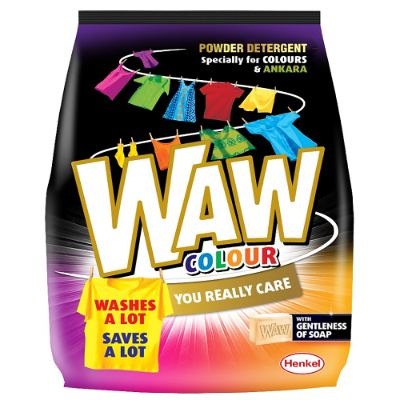 POWDER DETERGENT
Specially for COLOURS
& ANKARA
WAW
COLOUR
YOU REALLY CARE
WASHES
A LOT
SAVES
A LOT
WAW
WITH
GENTLENESS
OF SOAP
Henkel